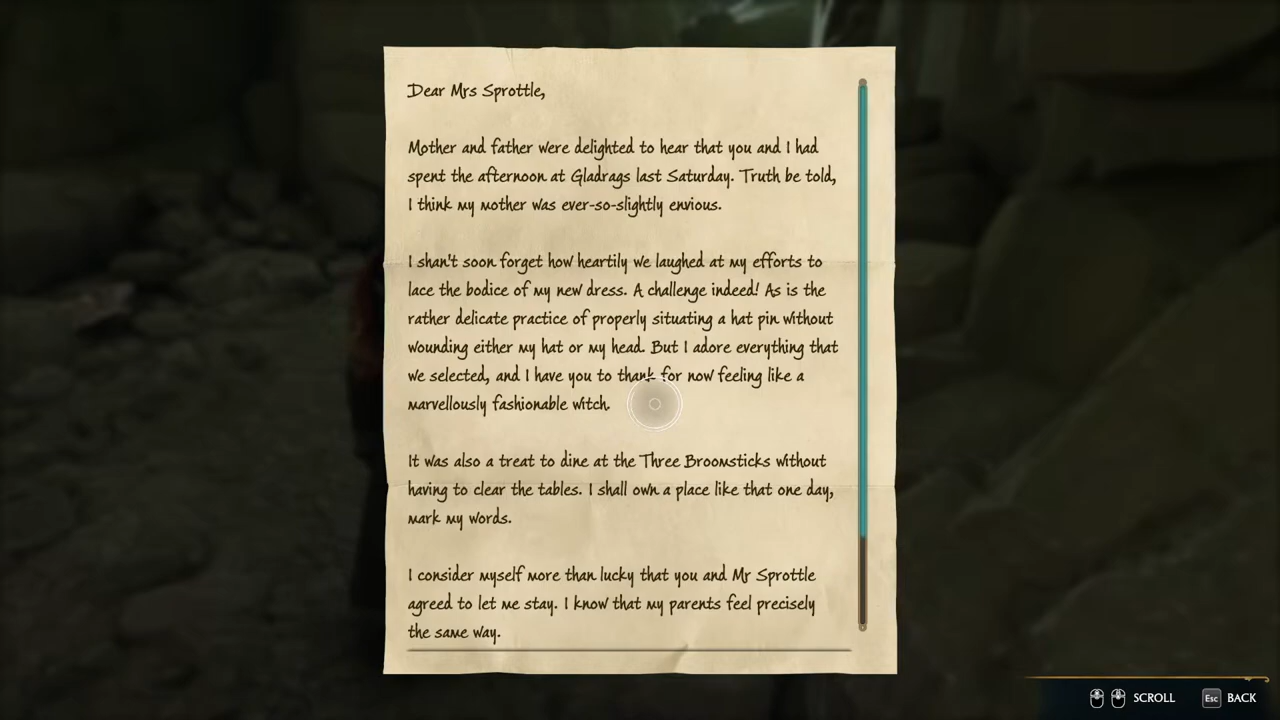 Dear Mrs Sprottle,
Mother and father were delighted to hear that you and I had
spent the afternoon at Gladrags last Saturday. Truth be told,
I think my mother was ever-so-slightly envious.
I shan't soon forget how heartily we laughed at my efforts to
lace the bodice of my new dress. A challenge indeed! As is the
rather delicate practice of properly situating a hat pin without
wounding either my hat or my head. But I adore everything that
we selected, and I have you to thank for now feeling like a
marvellously fashionable witch.
It was also a treat to dine at the Three Broomsticks without
having to clear the tables. I shall own a place like that one day,
mark my words.
I consider myself more than lucky that you and Mr Sprottle
agreed to let me stay. I know that my parents feel precisely
the same way.
SCROLL Esc BACK